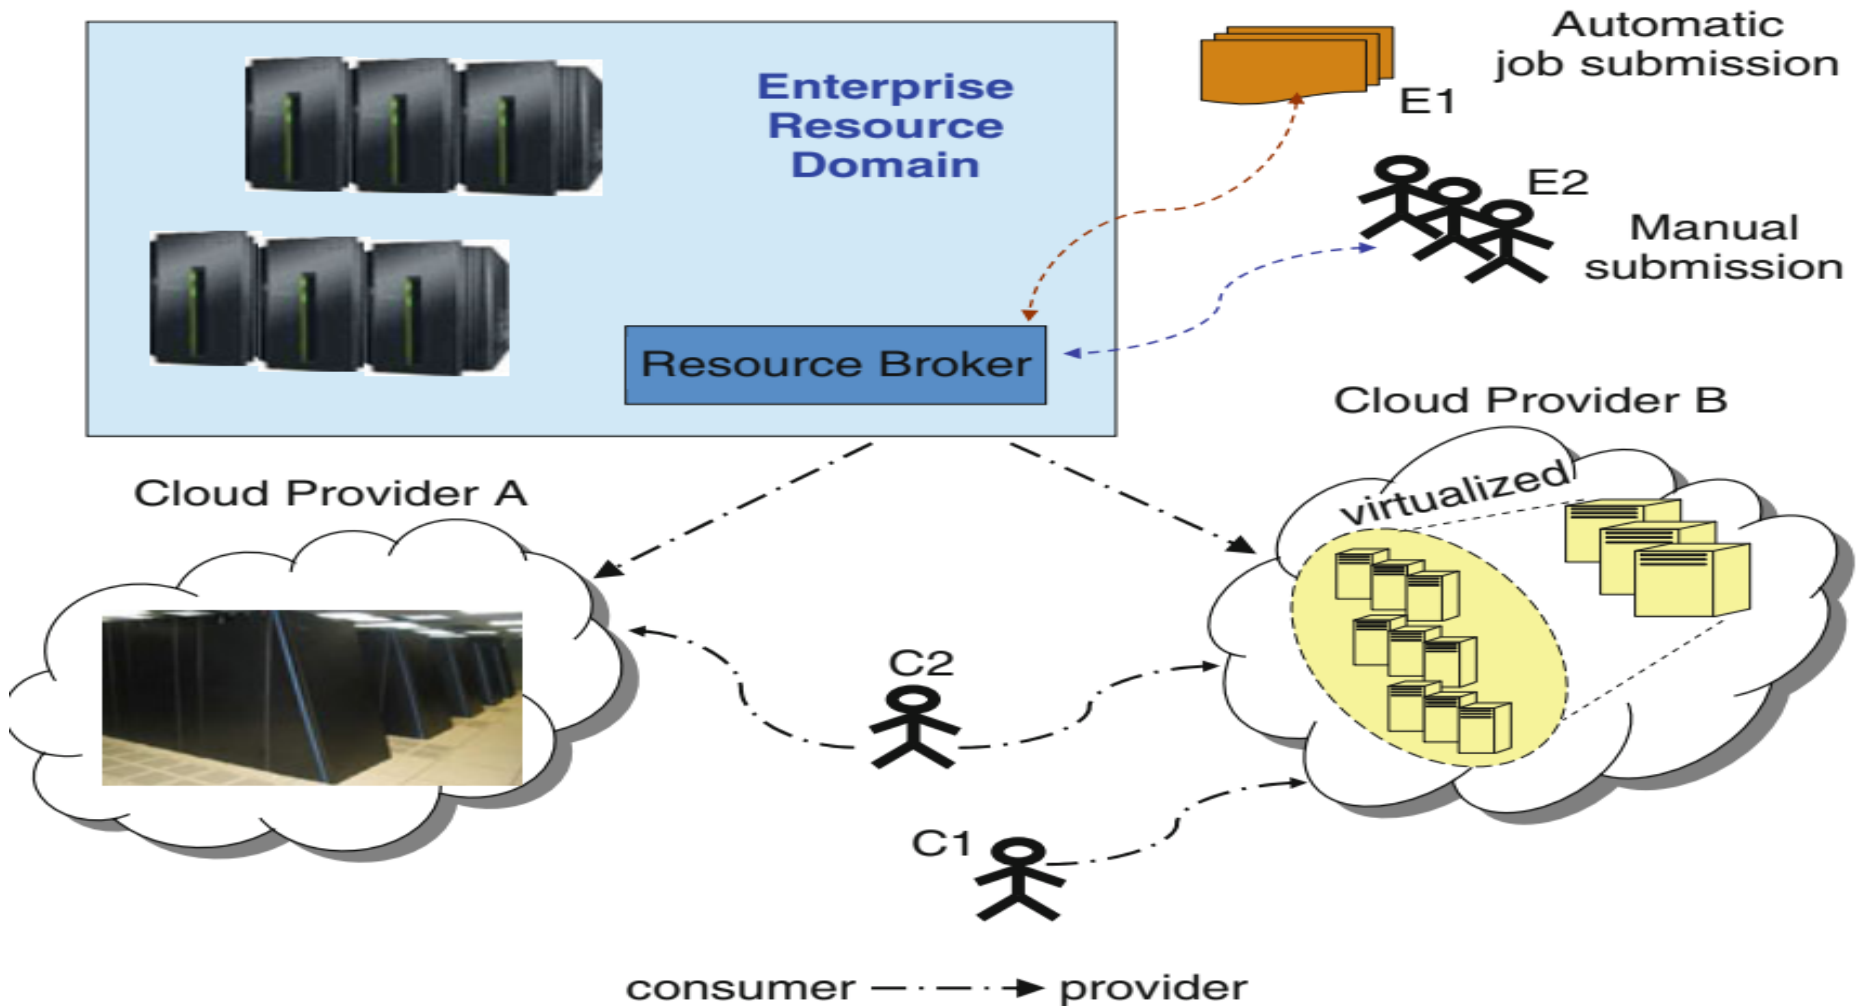 Enterprise
Resource
Domain
Resource Broker
Automatic
job submission
E1
E2
Manual
submission
Cloud Provider A
Cloud Provider B
virtualized
C2
C1
consumer
provider